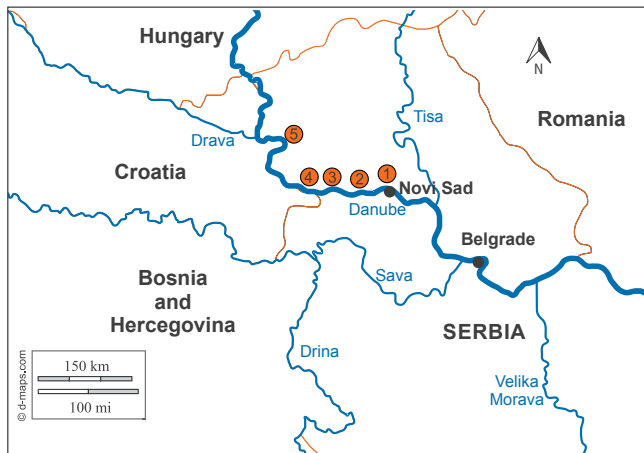 Hungary
N
Tisa
Romania
Drava
5
Croatia
4
3
2
1
Novi Sad
Danube
Belgrade
Bosnia
and
Hercegovina
Sava
SERBIA
Drina
150 km
100 mi
Velika
Morava
© d-maps.com